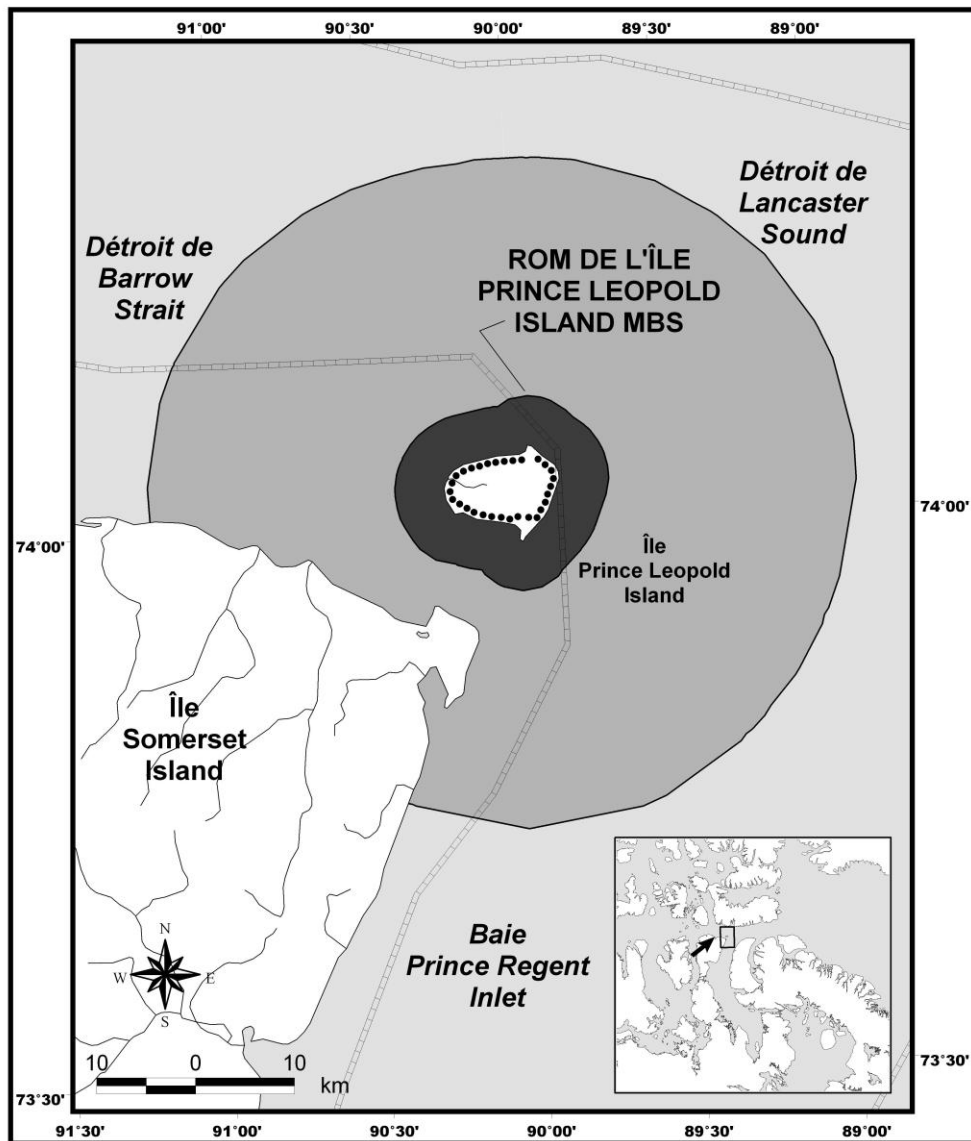 91°00'
90°30'
90°00'
89°30'
89°00'
Détroit de
Lancaster
Sound
Détroit de
Barrow
Strait
ROM DE L'ÎLE
PRINCE LEOPOLD
ISLAND MBS
74°00'
74°00'
Île
Prince Leopold
Island
Île
Somerset
Island
Baie
Prince Regent
Inlet
N
W
E
S
10 0 10
km
73°30'
73°30'
91°30'
91°00'
90°30'
90°00'
89°30'
89°00'